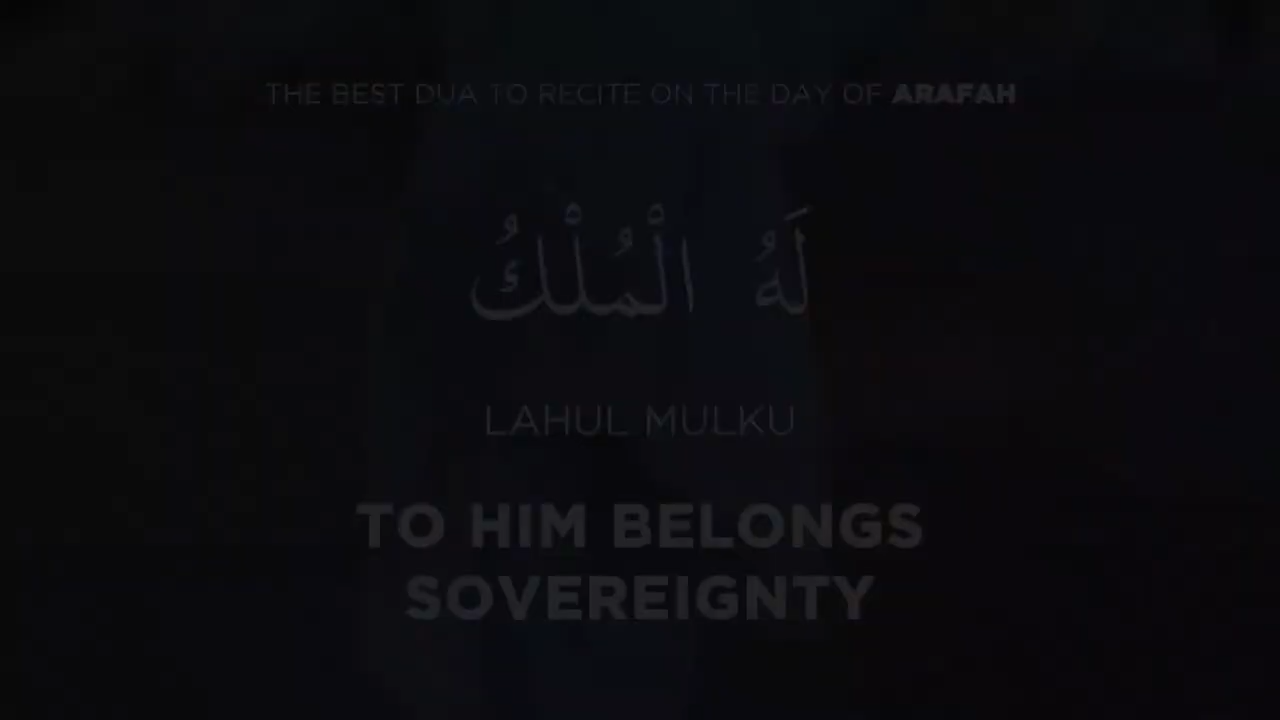 THE BEST DUA TO RECITE ON THE DAY OF ARAFAH
لَهُ الْمُلْكُ
LAHUL MULKU
TO HIM BELONGS
SOVEREIGNTY